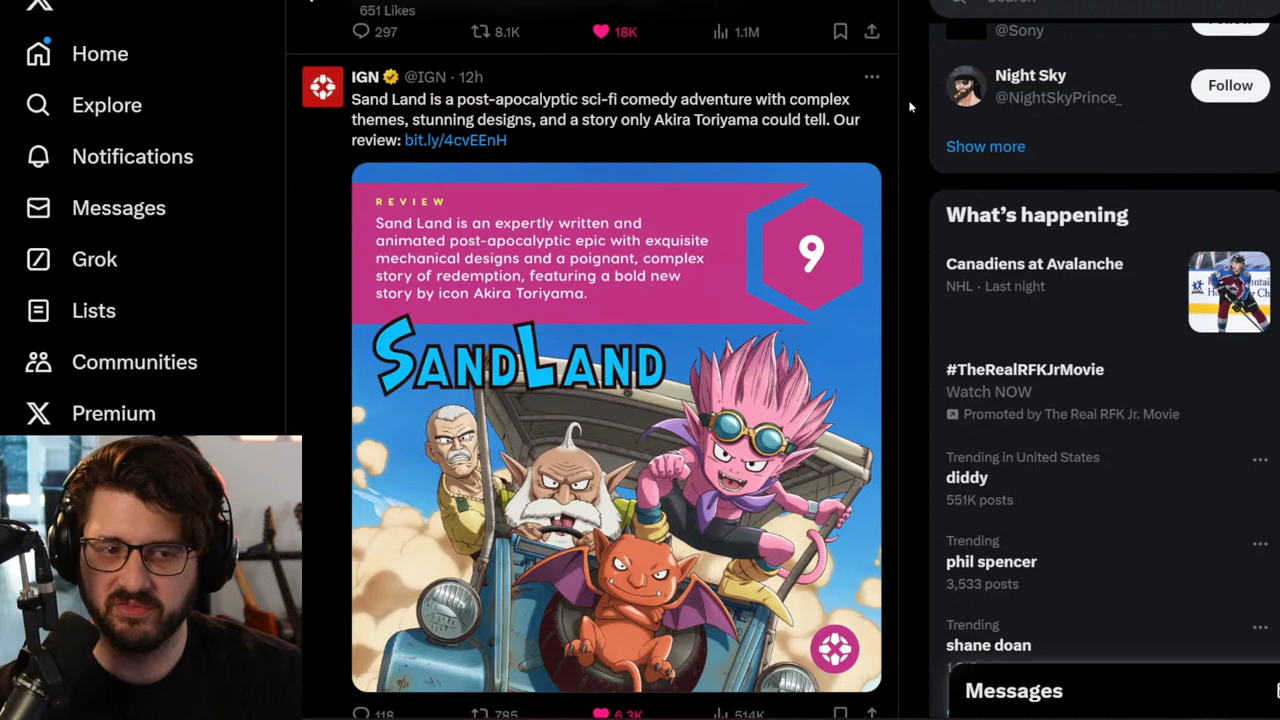 651 Likes
297
8.1K
18K
1.1M
Home
Explore
Notifications
Messages
Grok
Lists
Communities
Premium
IGN @IGN · 12h
Sand Land is a post-apocalyptic sci-fi comedy adventure with complex
themes, stunning designs, and a story only Akira Toriyama could tell. Our
review: bit.ly/4cvEEnH
REVIEW
Sand Land is an expertly written and
animated post-apocalyptic epic with exquisite
mechanical designs and a poignant, complex
story of redemption, featuring a bold new
story by icon Akira Toriyama.
9
SANDLAND
118
785
6.3K
514K
Search
Follow
@Sony
Night Sky
@NightSkyPrince_
Follow
Show more
What's happening
Canadiens at Avalanche
NHL · Last night
#TheRealRFKJrMovie
Watch NOW
Promoted by The Real RFK Jr. Movie
Trending in United States
diddy
551K posts
Trending
phil spencer
3,533 posts
Trending
shane doan
Messages